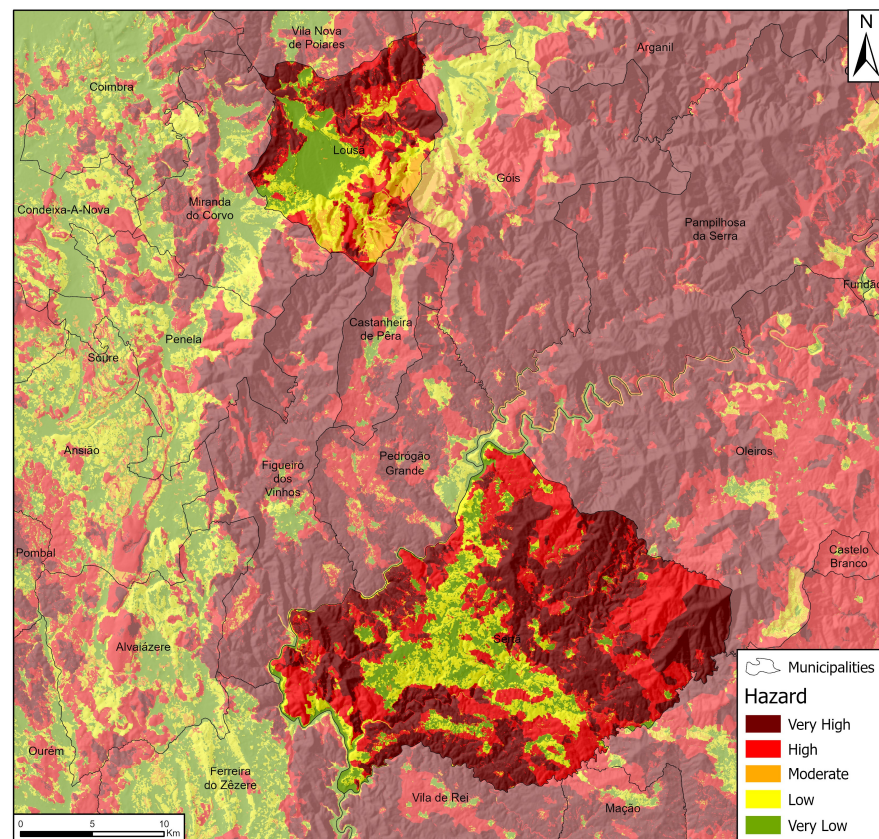 N
Vila Nova
de Poiares
Arganil
Coimbra
Lousã
Góis
Miranda
do Corvo
Condeixa-A-Nova
Pampilhosa
da Serra
Fundão
Castanheira
de Pêra
Penela
Soure
Ansião
Pedrógão
Grande
Oleiros
Figueiró
dos
Vinhos
Pombal
Castelo
Branco
Sertã
Alvaiázere
Municipalities
Hazard
Very High
High
Moderate
Low
Very Low
Ourém
Ferreira
do Zêzere
Vila de Rei
Mação
0 5 10
Km